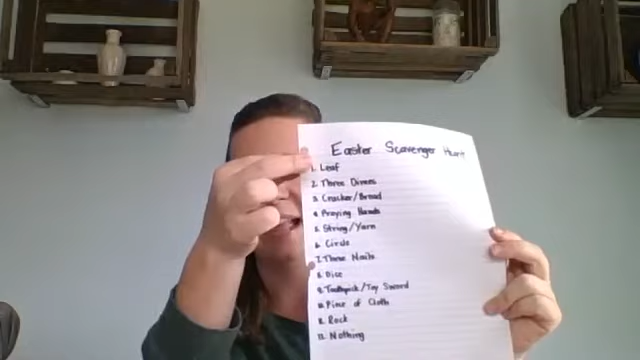 Easter Scavenger Hunt
1. Leaf
2. Three Dimes
3. Cracker/Bread
4. Praying Hands
5. String/Yarn
6. Circle
7. Three Nails
8. Dice
9. Toothpick/Toy Sword
10. Piece of Cloth
11. Rock
12. Nothing